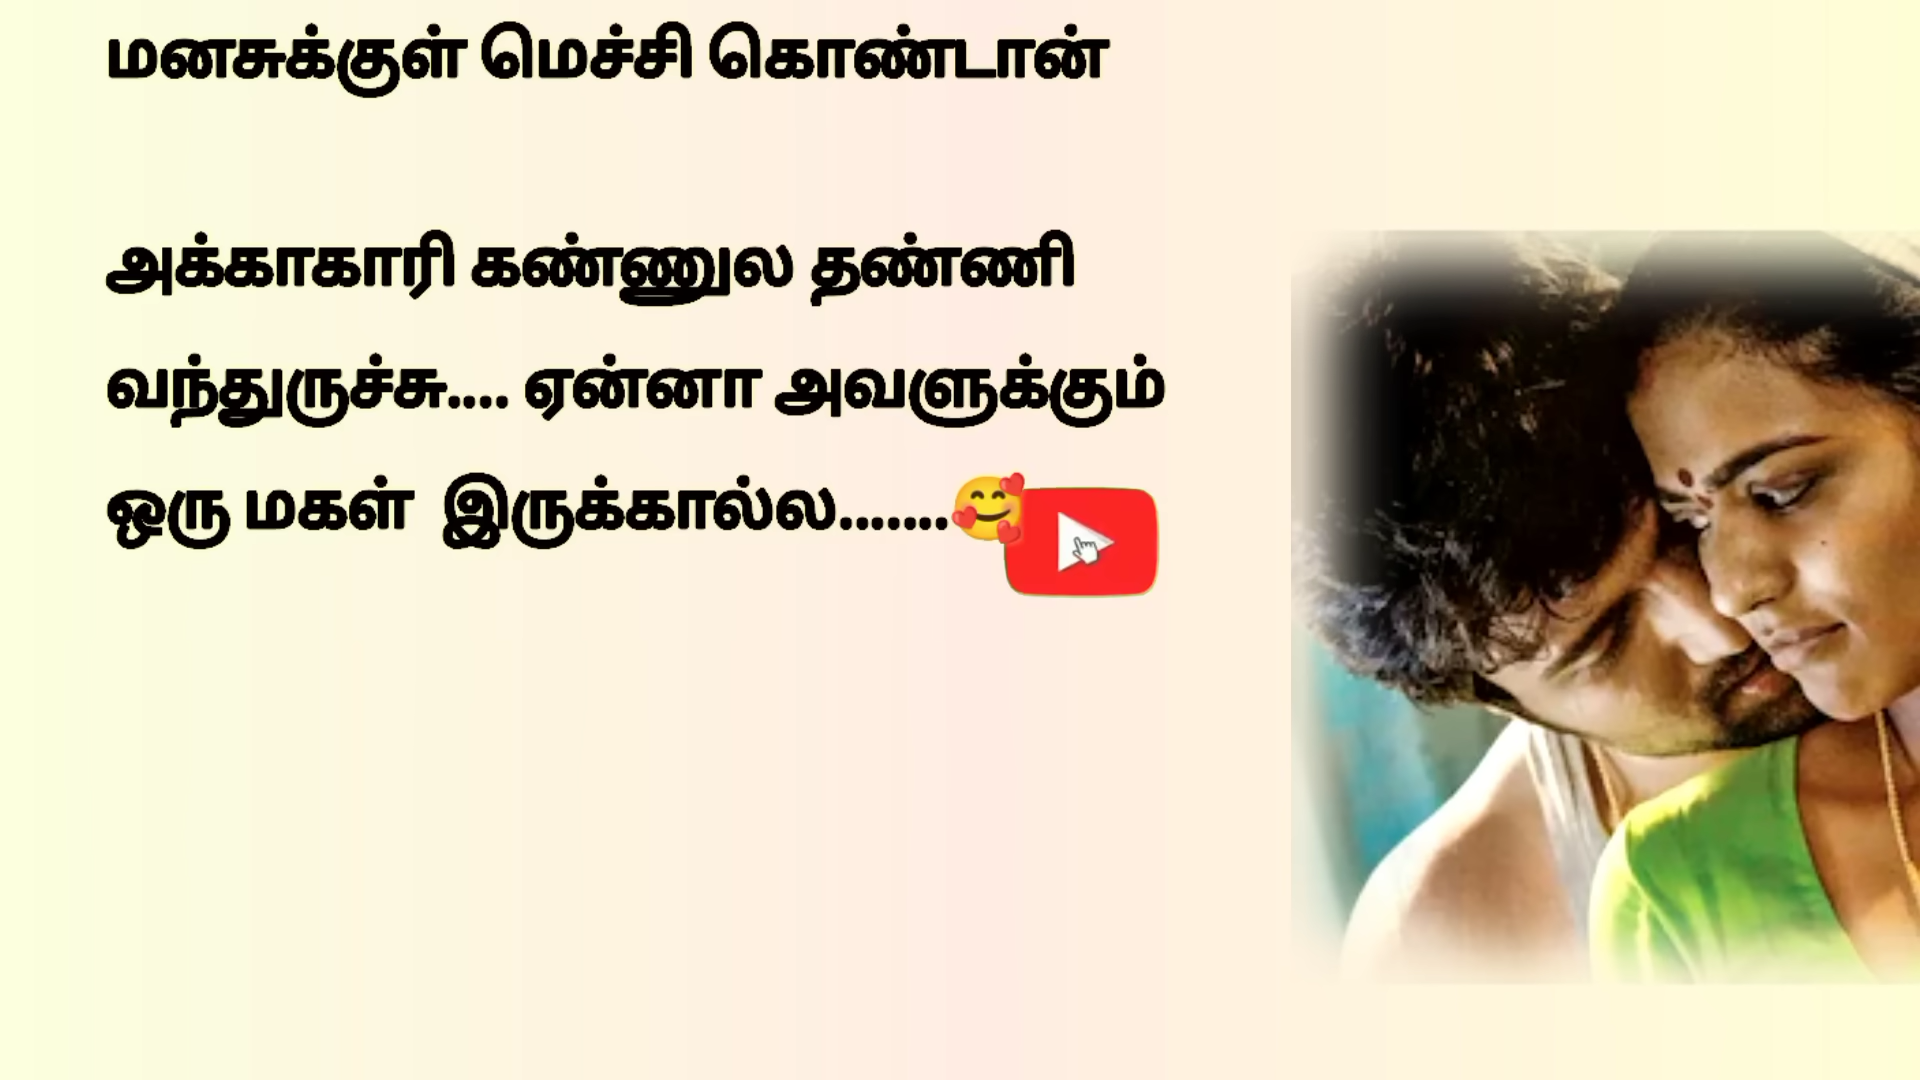 மனசுக்குள் மெச்சி கொண்டான்
அக்காகாரி கண்ணுல தண்ணி
வந்துருச்சு.... ஏன்னா அவளுக்கும்
ஒரு மகள்  இருக்கால்ல.......🥰